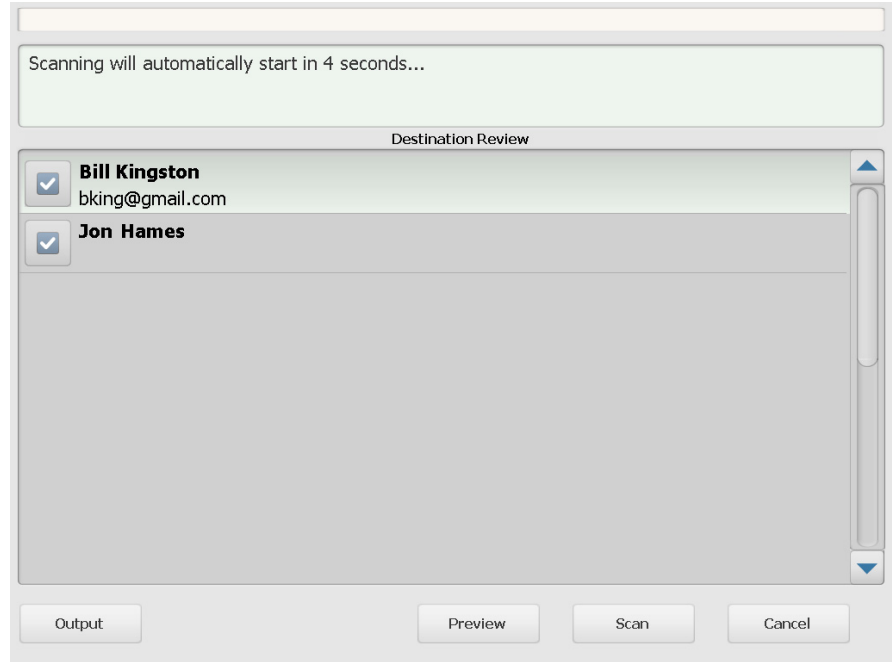 Scanning will automatically start in 4 seconds...
Destination Review
Bill Kingston
bking@gmail.com
Jon Hames
Output
Preview
Scan
Cancel